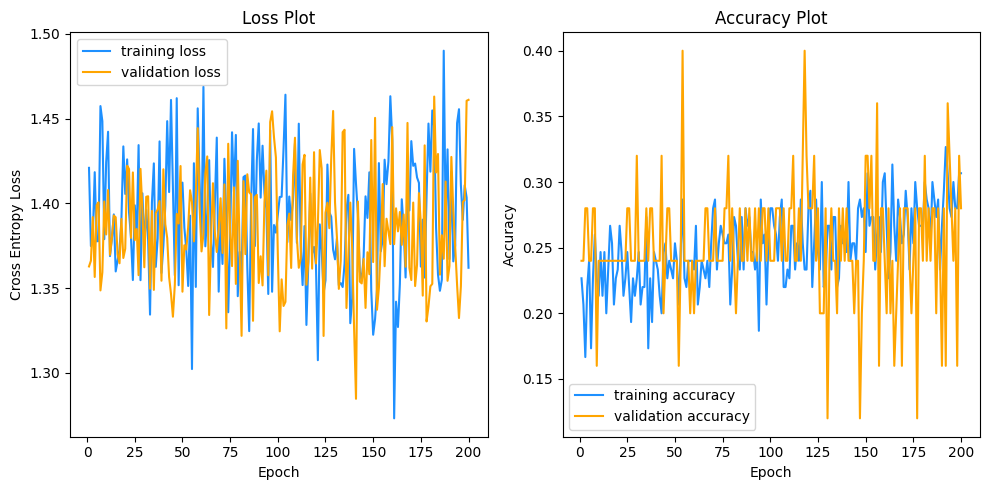 Loss Plot
training loss
validation loss
Cross Entropy Loss
1.50
1.45
1.40
1.35
1.30
0 25 50 75 100 125 150 175 200
Epoch
Accuracy Plot
Accuracy
0.40
0.35
0.30
0.25
0.20
0.15
training accuracy
validation accuracy
0 25 50 75 100 125 150 175 200
Epoch